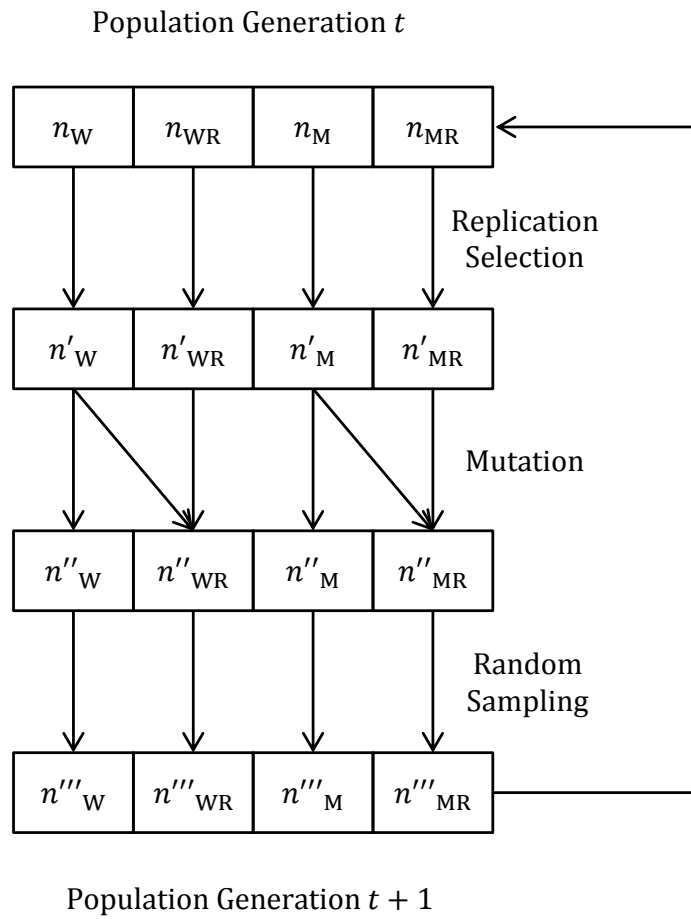 Population Generation t
n_W n_WR n_M n_MR
Replication
Selection
n'_W n'_WR n'_M n'_MR
Mutation
n''_W n''_WR n''_M n''_MR
Random
Sampling
n'''_W n'''_WR n'''_M n'''_MR
Population Generation t + 1